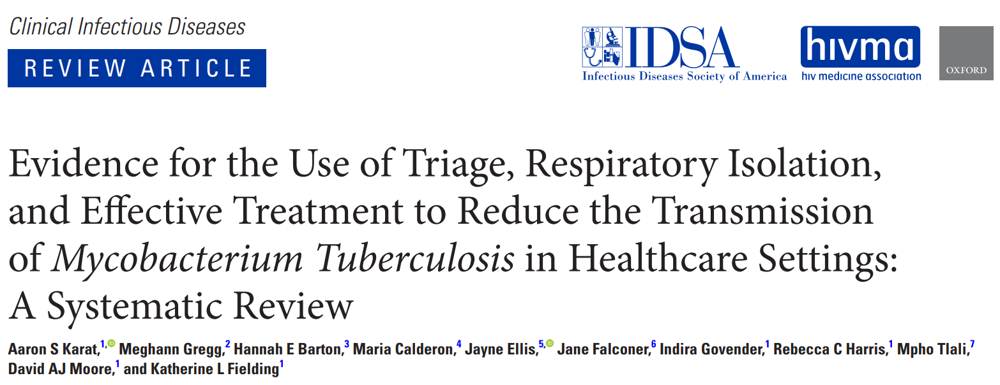 Clinical Infectious Diseases
REVIEW ARTICLE
IDSA
Infectious Diseases Society of America
hivma
hiv medicine association
OXFORD
Evidence for the Use of Triage, Respiratory Isolation,
and Effective Treatment to Reduce the Transmission
of Mycobacterium Tuberculosis in Healthcare Settings:
A Systematic Review
Aaron S Karat,1,iD Meghann Gregg,2 Hannah E Barton,3 Maria Calderon,4 Jayne Ellis,5,iD Jane Falconer,6 Indira Govender,1 Rebecca C Harris,1 Mpho Tlali,7
David AJ Moore,1 and Katherine L Fielding1